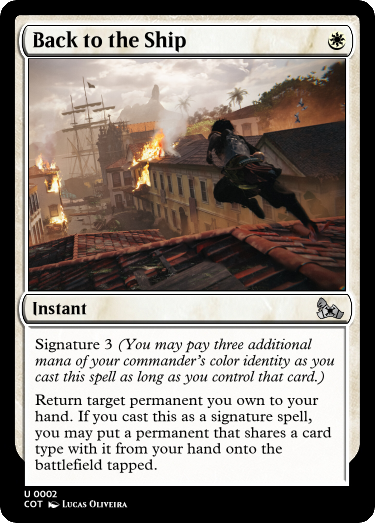 Back to the Ship
Instant
Signature 3 (You may pay three additional
mana of your commander's color identity as you
cast this spell as long as you control that card.)
Return target permanent you own to your
hand. If you cast this as a signature spell,
you may put a permanent that shares a card
type with it from your hand onto the
battlefield tapped.
U 0002
COT Lucas Oliveira